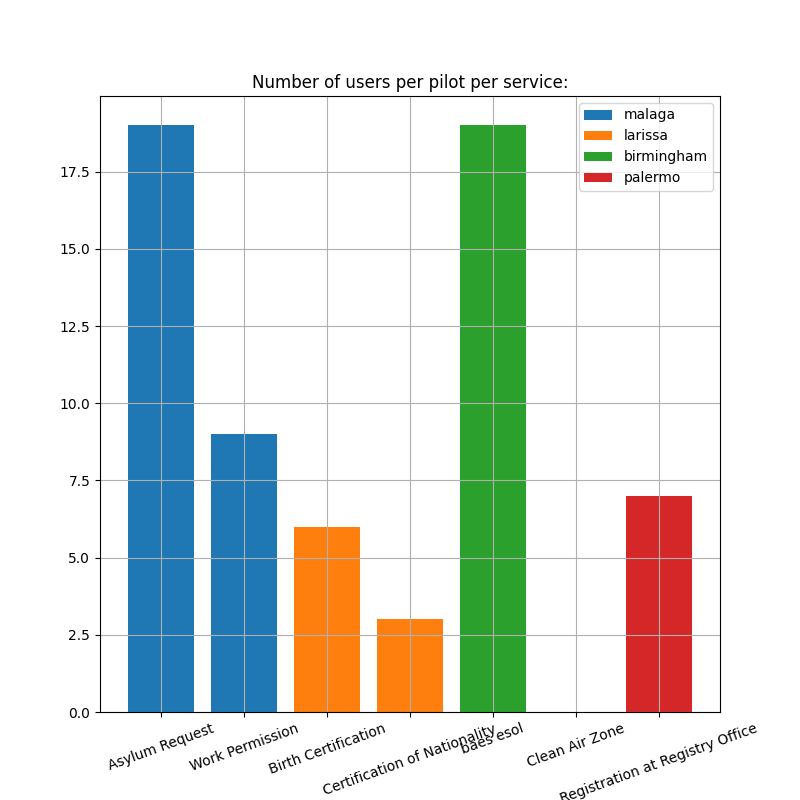 Number of users per pilot per service:
malaga
larissa
birmingham
palermo
17.5
15.0
12.5
10.0
7.5
5.0
2.5
0.0
Asylum Request
Work Permission
Birth Certification
Certification of Nationality
baes esol
Clean Air Zone
Registration at Registry Office